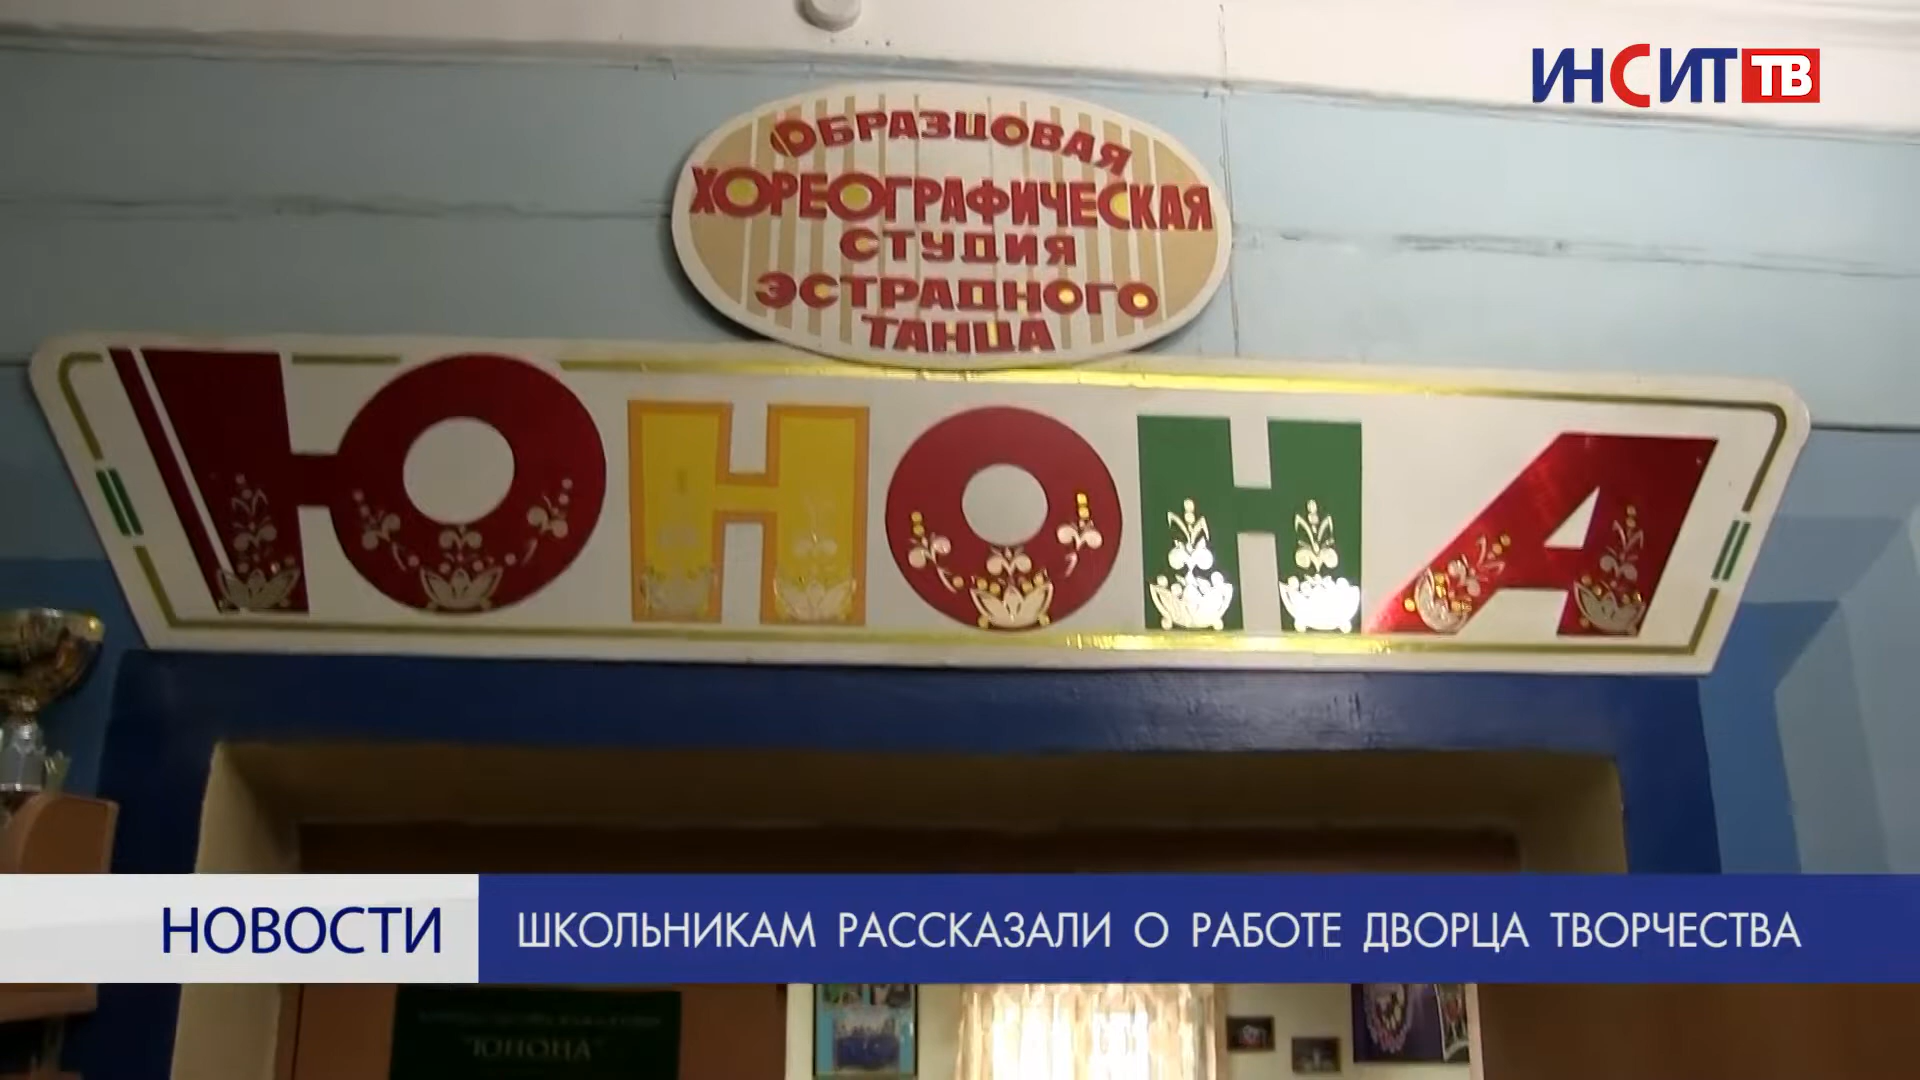 ИНСИТ ТВ
ОБРАЗЦОВАЯ
ХОРЕОГРАФИЧЕСКАЯ
СТУДИЯ
ЭСТРАДНОГО
ТАНЦА
ЮНОНА
НОВОСТИ
ШКОЛЬНИКАМ РАССКАЗАЛИ О РАБОТЕ ДВОРЦА ТВОРЧЕСТВА
"ЮНОНА"